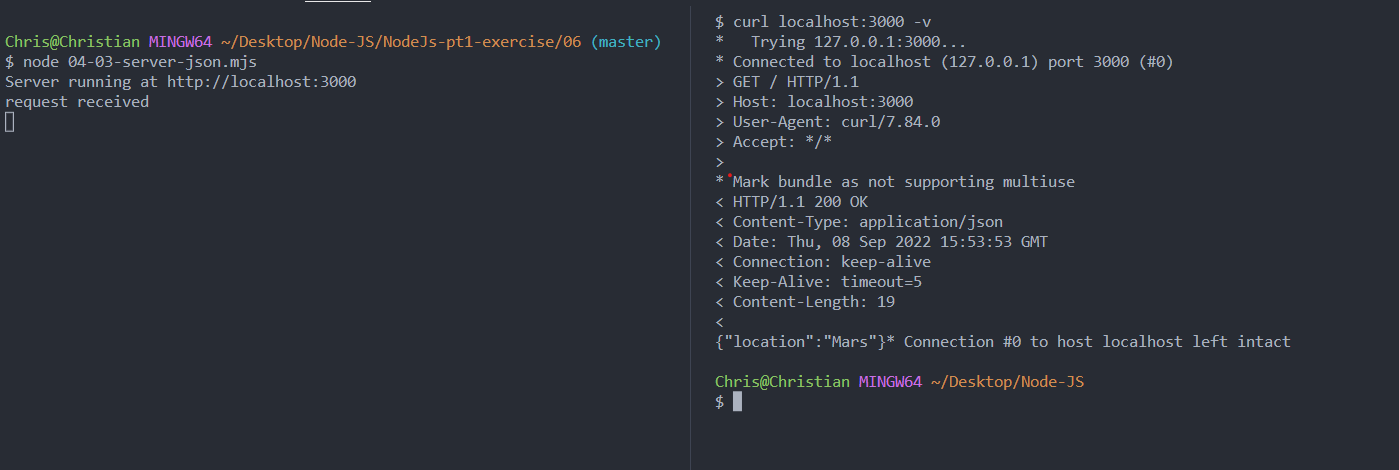 Chris@Christian MINGW64 ~/Desktop/Node-JS/NodeJs-pt1-exercise/06 (master)
$ node 04-03-server-json.mjs
Server running at http://localhost:3000
request received
$ curl localhost:3000 -v
*   Trying 127.0.0.1:3000...
* Connected to localhost (127.0.0.1) port 3000 (#0)
> GET / HTTP/1.1
> Host: localhost:3000
> User-Agent: curl/7.84.0
> Accept: */*
>
* Mark bundle as not supporting multiuse
< HTTP/1.1 200 OK
< Content-Type: application/json
< Date: Thu, 08 Sep 2022 15:53:53 GMT
< Connection: keep-alive
< Keep-Alive: timeout=5
< Content-Length: 19
<
{"location":"Mars"}* Connection #0 to host localhost left intact
Chris@Christian MINGW64 ~/Desktop/Node-JS
$